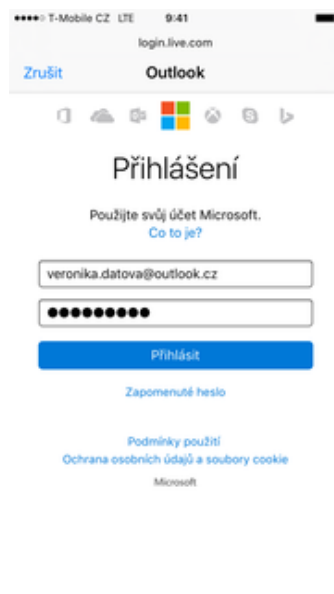 T-Mobile CZ LTE 9:41
login.live.com
Zrušit Outlook
Přihlášení
Použijte svůj účet Microsoft.
Co to je?
veronika.datova@outlook.cz
Přihlásit
Zapomenuté heslo
Podmínky použití
Ochrana osobních údajů a soubory cookie
Microsoft